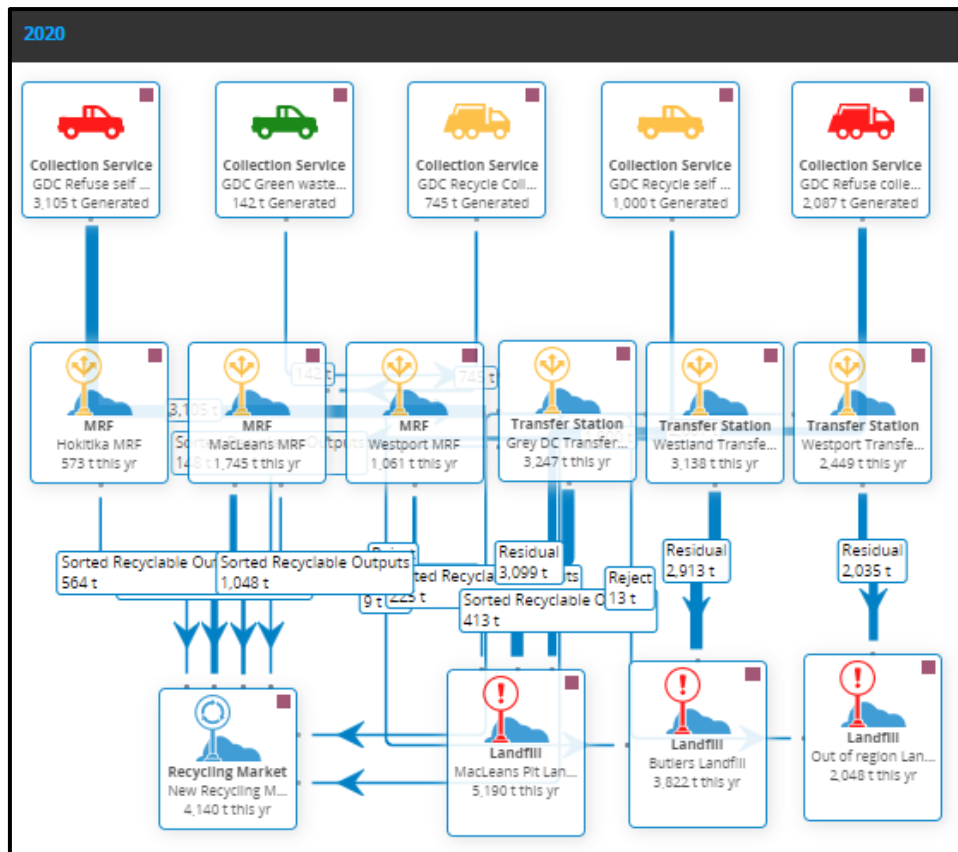 2020
Collection Service
GDC Refuse self ...
3,105 t Generated
Collection Service
GDC Green waste...
142 t Generated
Collection Service
GDC Recycle Coll...
745 t Generated
Collection Service
GDC Recycle self ...
1,000 t Generated
Collection Service
GDC Refuse colle...
2,087 t Generated
142 t
745 t
3,105 t
MRF
Hokitika MRF
573 t this yr
MRF
MacLeans MRF
1,745 t this yr
MRF
Westport MRF
1,061 t this yr
Transfer Station
Grey DC Transfer...
3,247 t this yr
Transfer Station
Westland Transfe...
3,138 t this yr
Transfer Station
Westport Transfe...
2,449 t this yr
Outputs
148 t
Sorted Recyclable Out
564 t
Sorted Recyclable Outputs
1,048 t
9 t
225 t
Residual
3,099 t
Sorted Recyclable O
413 t
Reject
13 t
Residual
2,913 t
Residual
2,035 t
Recycling Market
New Recycling M...
4,140 t this yr
Landfill
MacLeans Pit Lan...
5,190 t this yr
Landfill
Butlers Landfill
3,822 t this yr
Landfill
Out of region Lan...
2,048 t this yr